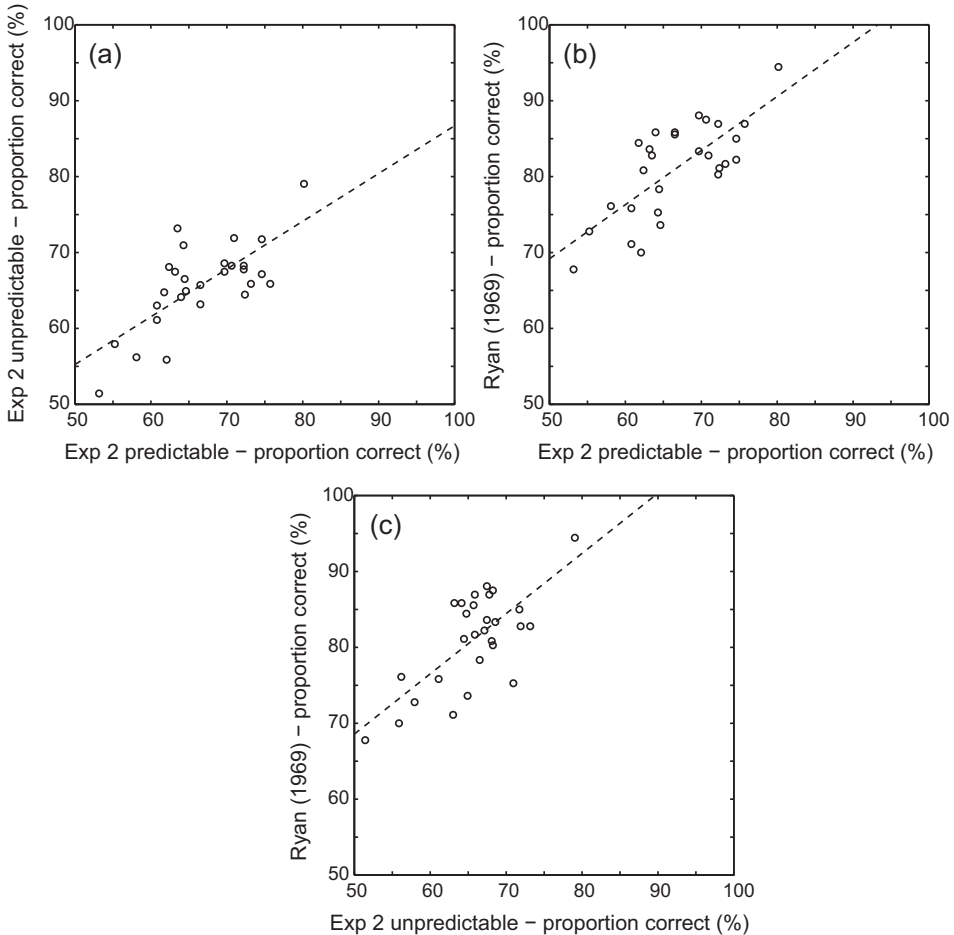 (a)
Exp 2 unpredictable − proportion correct (%)
100
90
80
70
60
50
50 60 70 80 90 100
Exp 2 predictable − proportion correct (%)
(b)
Ryan (1969) − proportion correct (%)
100
90
80
70
60
50
50 60 70 80 90 100
Exp 2 predictable − proportion correct (%)
(c)
Ryan (1969) − proportion correct (%)
100
90
80
70
60
50
50 60 70 80 90 100
Exp 2 unpredictable − proportion correct (%)